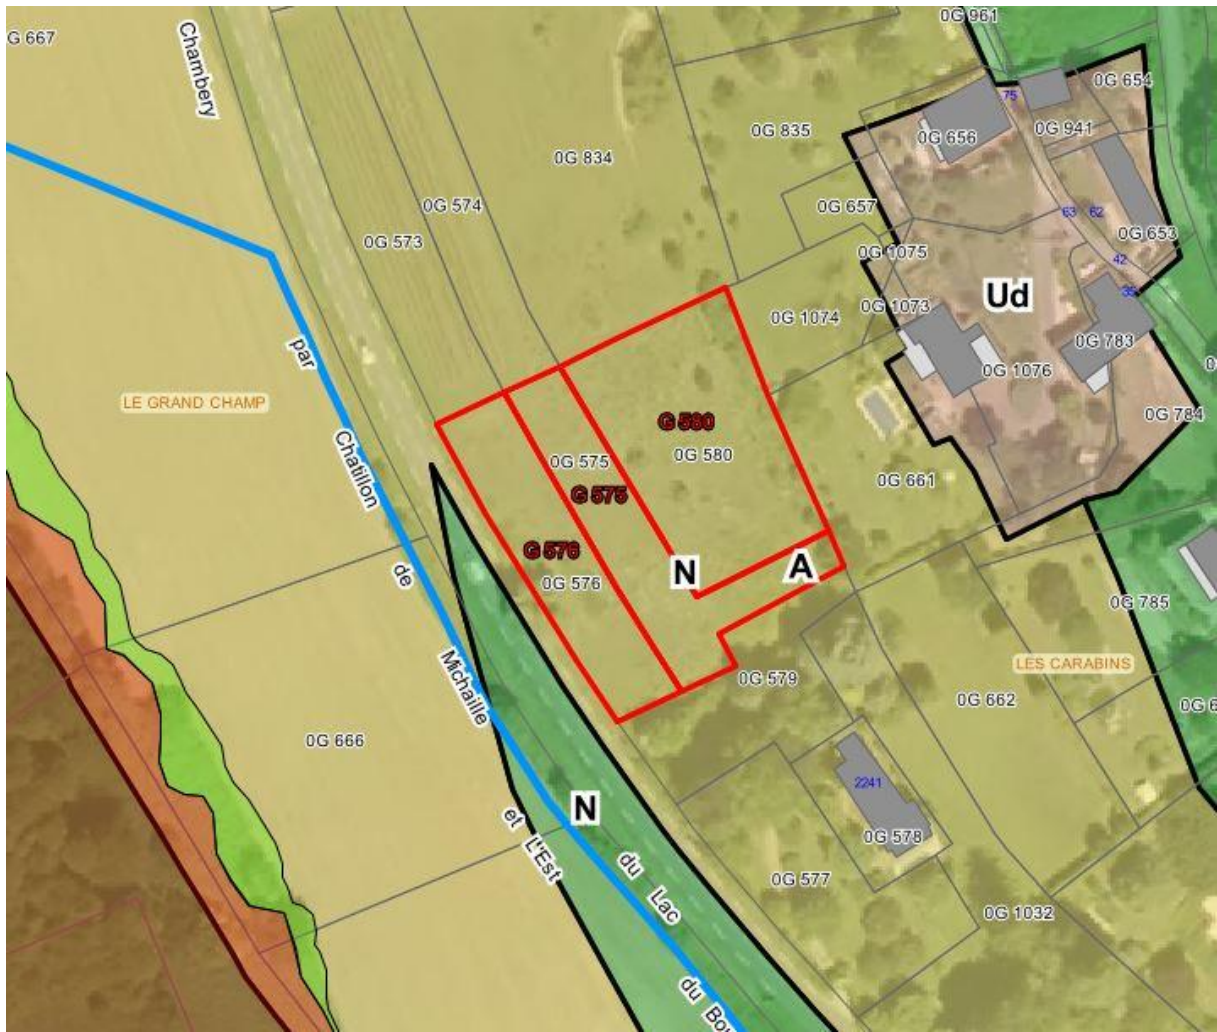 0G 961
G 667
Chambery
0G 654
75
0G 835
0G 656
0G 941
0G 834
0G 574
0G 657
63
62
0G 573
0G 653
0G 1075
42
35
Ud
0G 1073
0G 1074
par
0G 783
0G 1076
LE GRAND CHAMP
0G 784
G 580
Chatillon
0G 575
0G 580
0G 661
G 575
G 576
de
N
A
0G 576
0G 785
Michaille
LES CARABINS
0G 579
0G 662
0G 666
2241
N
et L'Est
0G 578
du Lac
0G 577
0G 1032
du